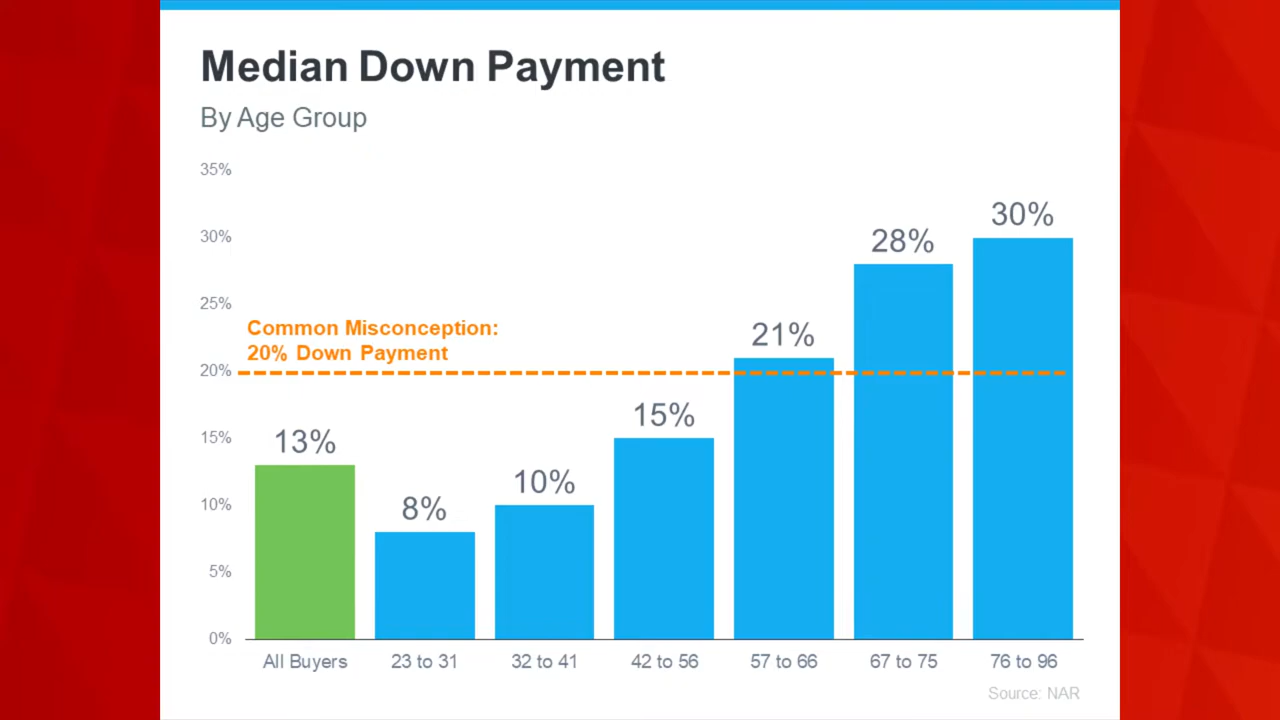 Median Down Payment
By Age Group
35%
30%
25%
20%
15%
10%
5%
0%
Common Misconception:
20% Down Payment
13%
8%
10%
15%
21%
28%
30%
All Buyers
23 to 31
32 to 41
42 to 56
57 to 66
67 to 75
76 to 96
Source: NAR